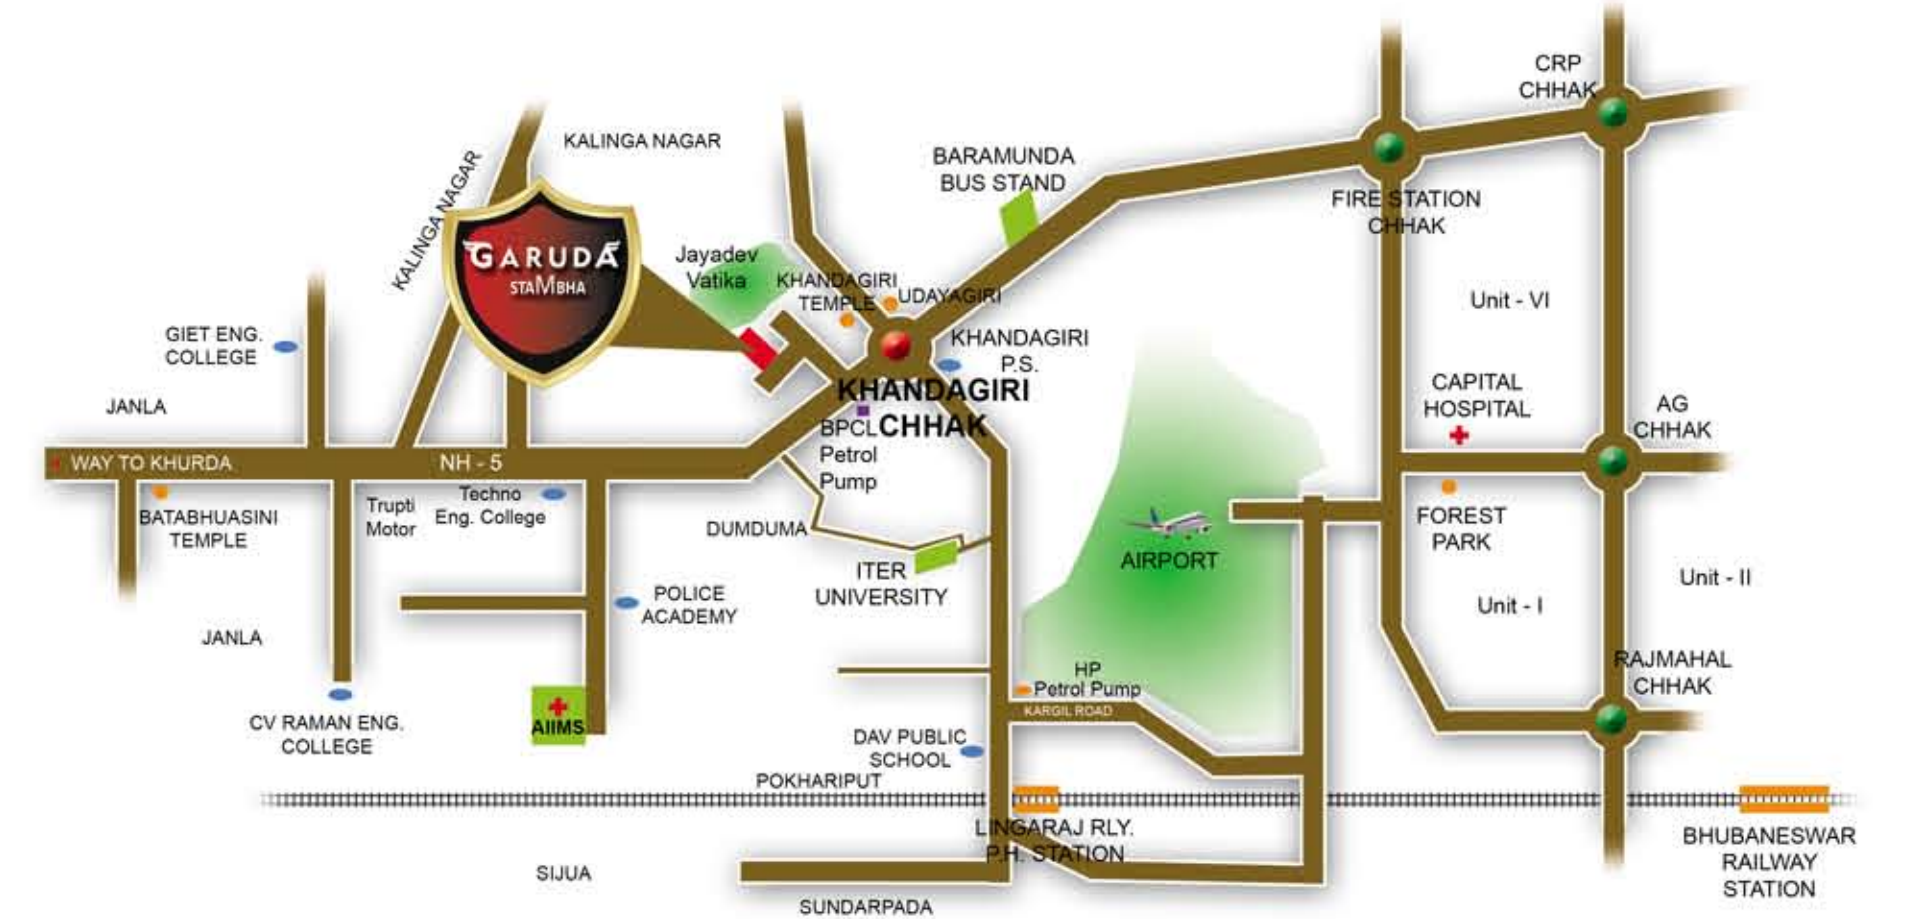 CRP
CHHAK
KALINGA NAGAR
KALINGA NAGAR
BARAMUNDA
BUS STAND
FIRE STATION
CHHAK
GARUDA
STAMBHA
Jayadev
Vatika
KHANDAGIRI
TEMPLE
UDAYAGIRI
Unit - VI
GIET ENG.
COLLEGE
KHANDAGIRI
P.S.
KHANDAGIRI
CHHAK
CAPITAL
HOSPITAL
AG
CHHAK
JANLA
BPCL
Petrol
Pump
WAY TO KHURDA
NH - 5
Techno
Eng. College
Trupti
Motor
BATABHUASINI
TEMPLE
DUMDUMA
FOREST
PARK
AIRPORT
ITER
UNIVERSITY
Unit - II
Unit - I
POLICE
ACADEMY
JANLA
RAJMAHAL
CHHAK
HP
Petrol Pump
KARGIL ROAD
CV RAMAN ENG.
COLLEGE
AIIMS
DAV PUBLIC
SCHOOL
POKHARIPUT
LINGARAJ RLY.
P.H. STATION
BHUBANESWAR
RAILWAY
STATION
SIJUA
SUNDARPADA